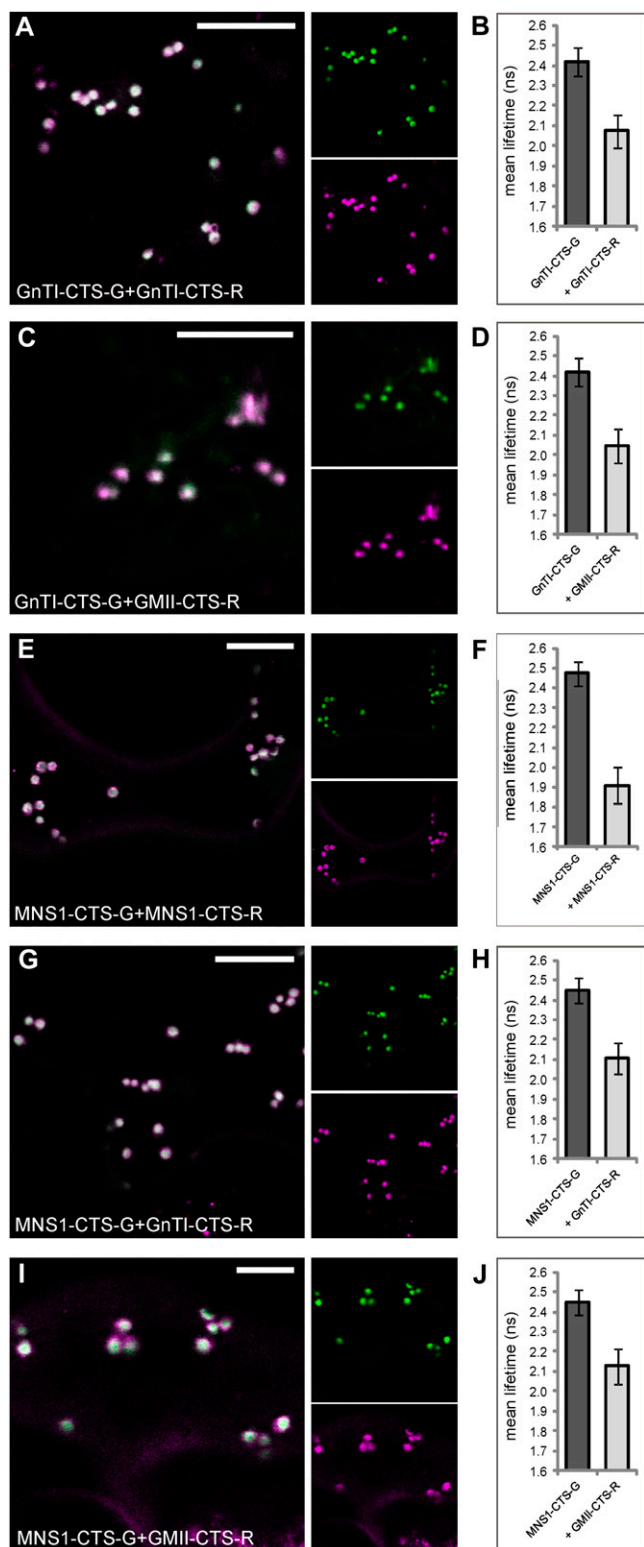 A
GnTI-CTS-G+GnTI-CTS-R
B
mean lifetime (ns)
2.6
2.5
2.4
2.3
2.2
2.1
2.0
1.9
1.8
1.7
1.6
GnTI-CTS-G
+ GnTI-CTS-R
C
GnTI-CTS-G+GMII-CTS-R
D
mean lifetime (ns)
2.6
2.5
2.4
2.3
2.2
2.1
2.0
1.9
1.8
1.7
1.6
GnTI-CTS-G
+ GMII-CTS-R
E
MNS1-CTS-G+MNS1-CTS-R
F
mean lifetime (ns)
2.6
2.5
2.4
2.3
2.2
2.1
2.0
1.9
1.8
1.7
1.6
MNS1-CTS-G
+ MNS1-CTS-R
G
MNS1-CTS-G+GnTI-CTS-R
H
mean lifetime (ns)
2.6
2.5
2.4
2.3
2.2
2.1
2.0
1.9
1.8
1.7
1.6
MNS1-CTS-G
+ GnTI-CTS-R
I
MNS1-CTS-G+GMII-CTS-R
J
mean lifetime (ns)
2.6
2.5
2.4
2.3
2.2
2.1
2.0
1.9
1.8
1.7
1.6
MNS1-CTS-G
+ GMII-CTS-R